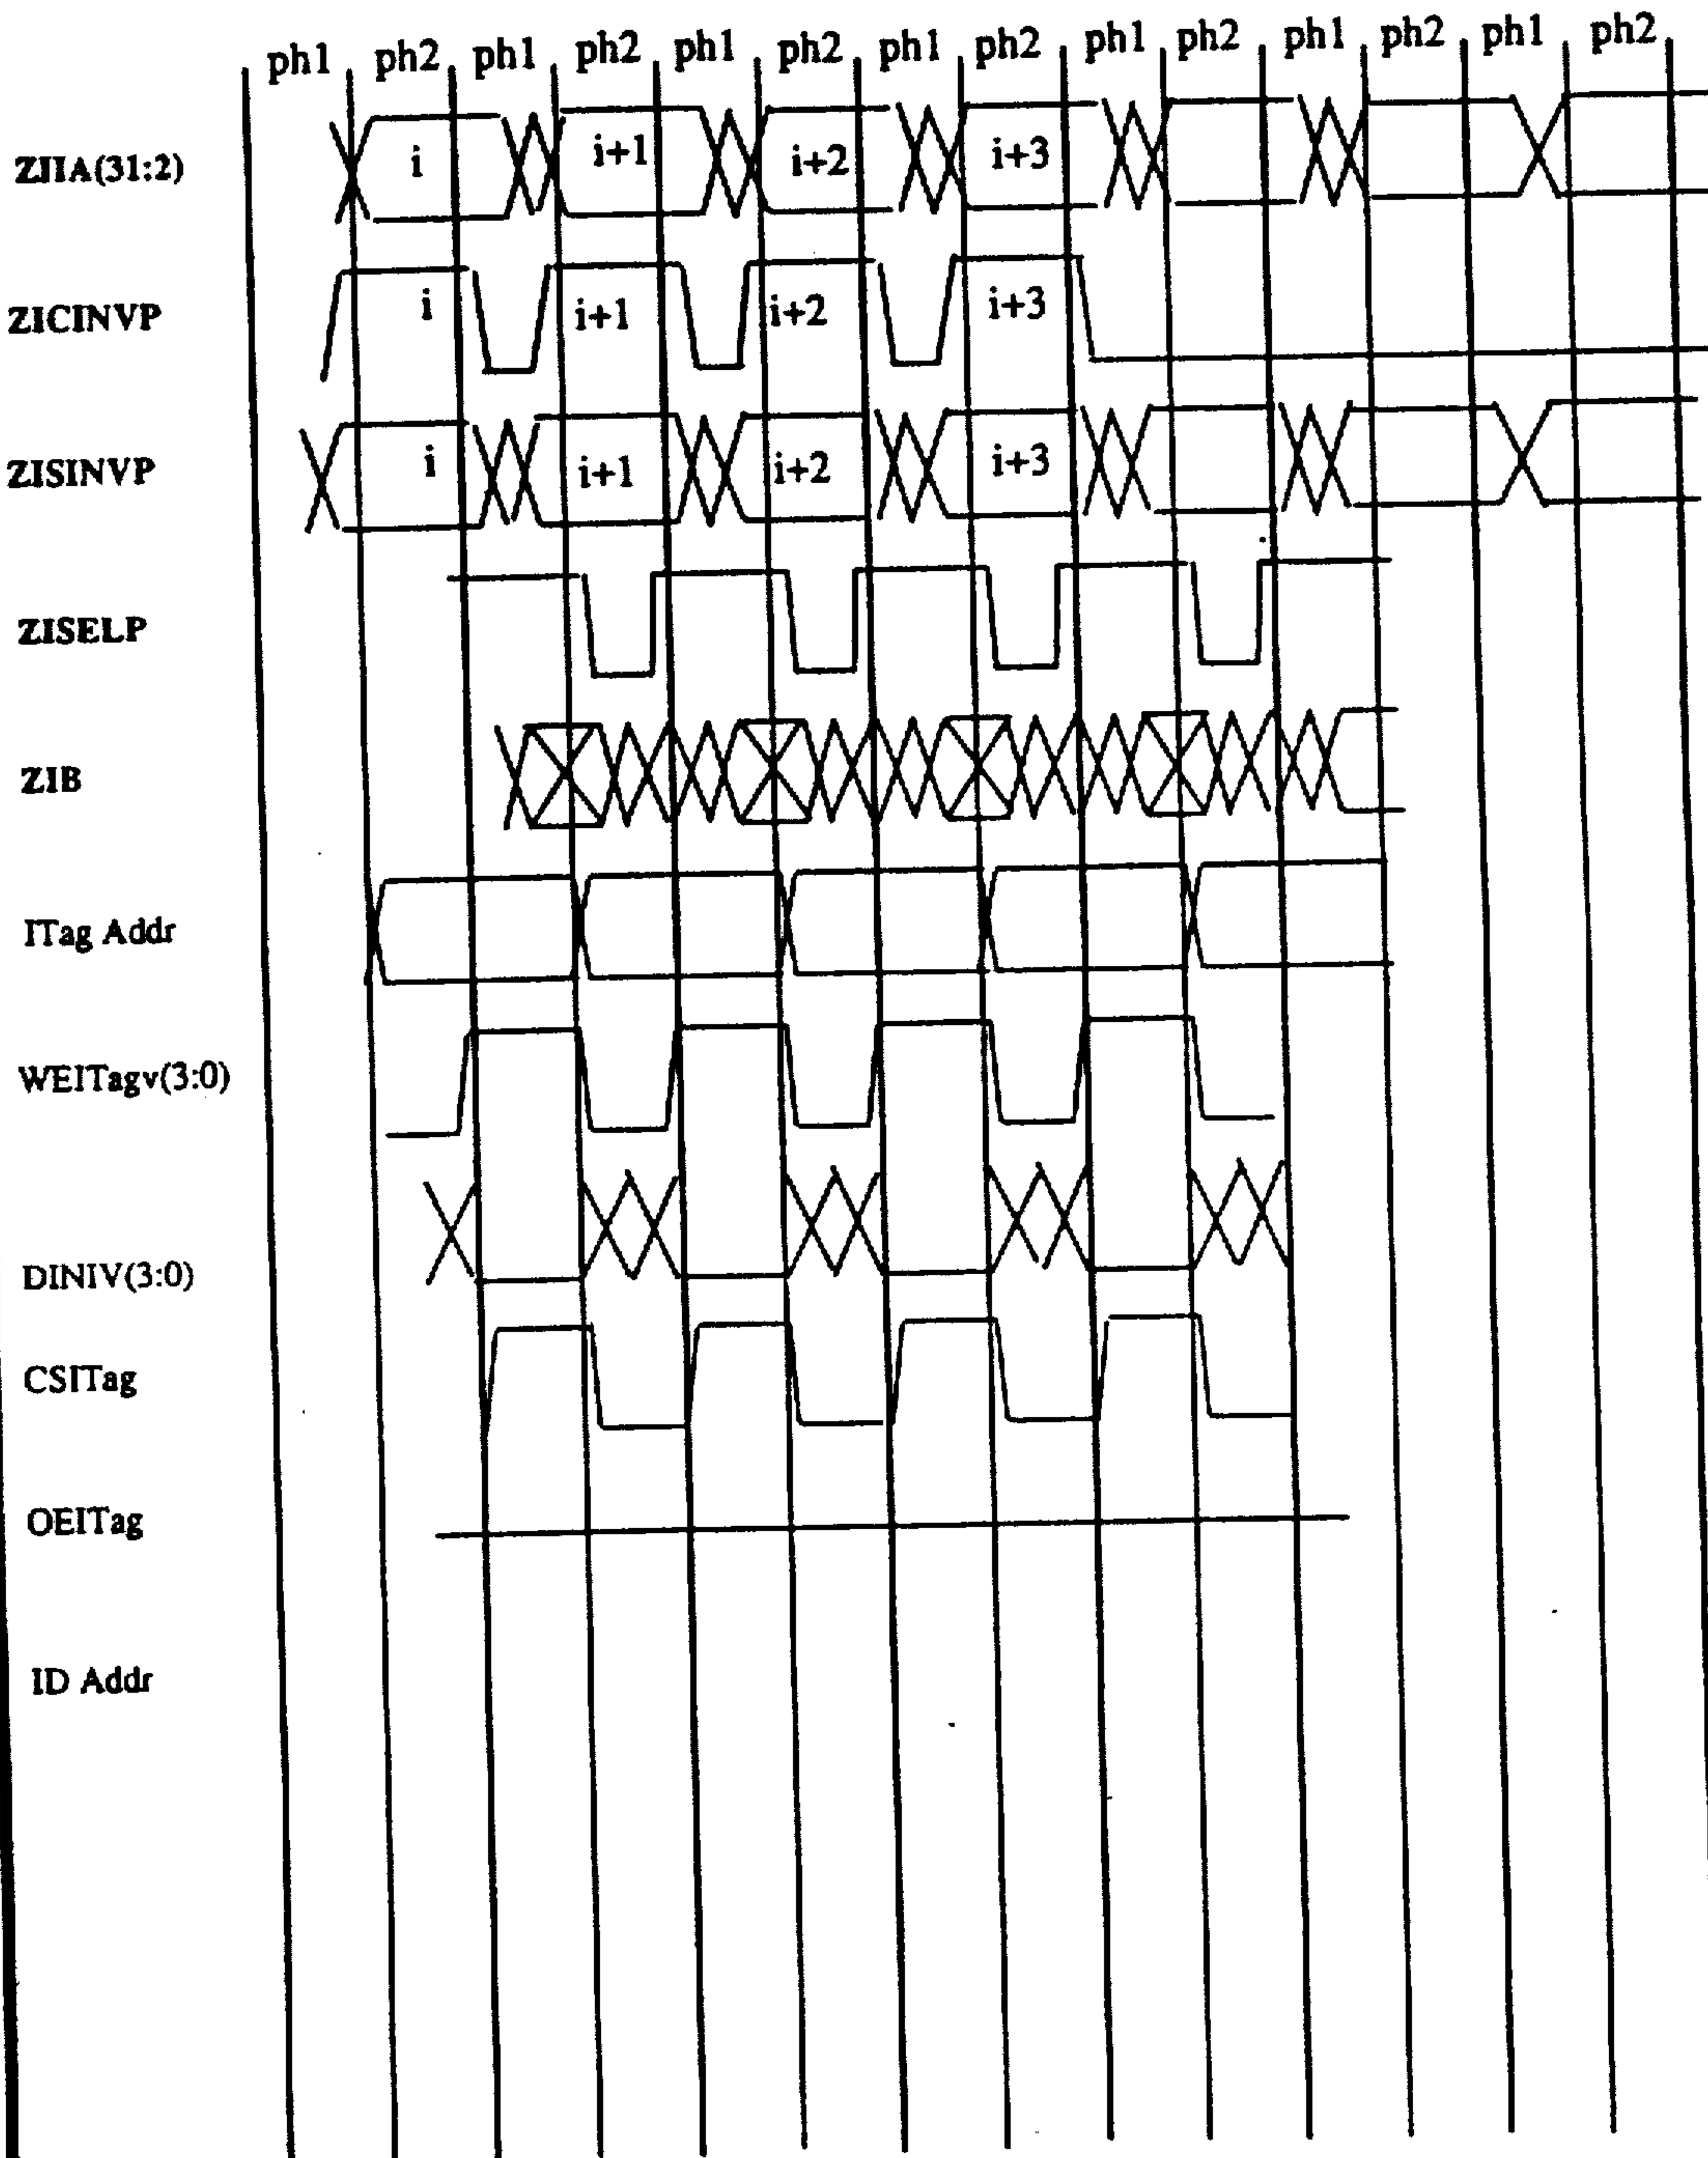 ph1 ph2 ph1 ph2 ph1 ph2 ph1 ph2 ph1 ph2 ph1 ph2 ph1 ph2
ZIIA(31:2) i i+1 i+2 i+3
ZICINVP i i+1 i+2 i+3
ZISINVP i i+1 i+2 i+3
ZISELP
ZIB
ITag Addr
WEITagv(3:0)
DINIV(3:0)
CSITag
OEITag
ID Addr